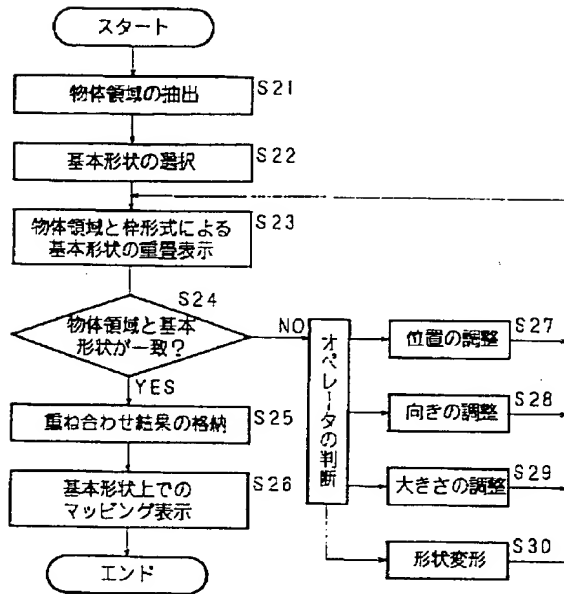 スタート
物体領域の抽出
S21
基本形状の選択
S22
物体領域と枠形式による
基本形状の重畳表示
S23
S24
物体領域と基本
形状が一致?
NO
YES
重ね合わせ結果の格納
S25
基本形状上での
マッピング表示
S26
エンド
オペレータの判断
位置の調整
S27
向きの調整
S28
大きさの調整
S29
形状変形
S30